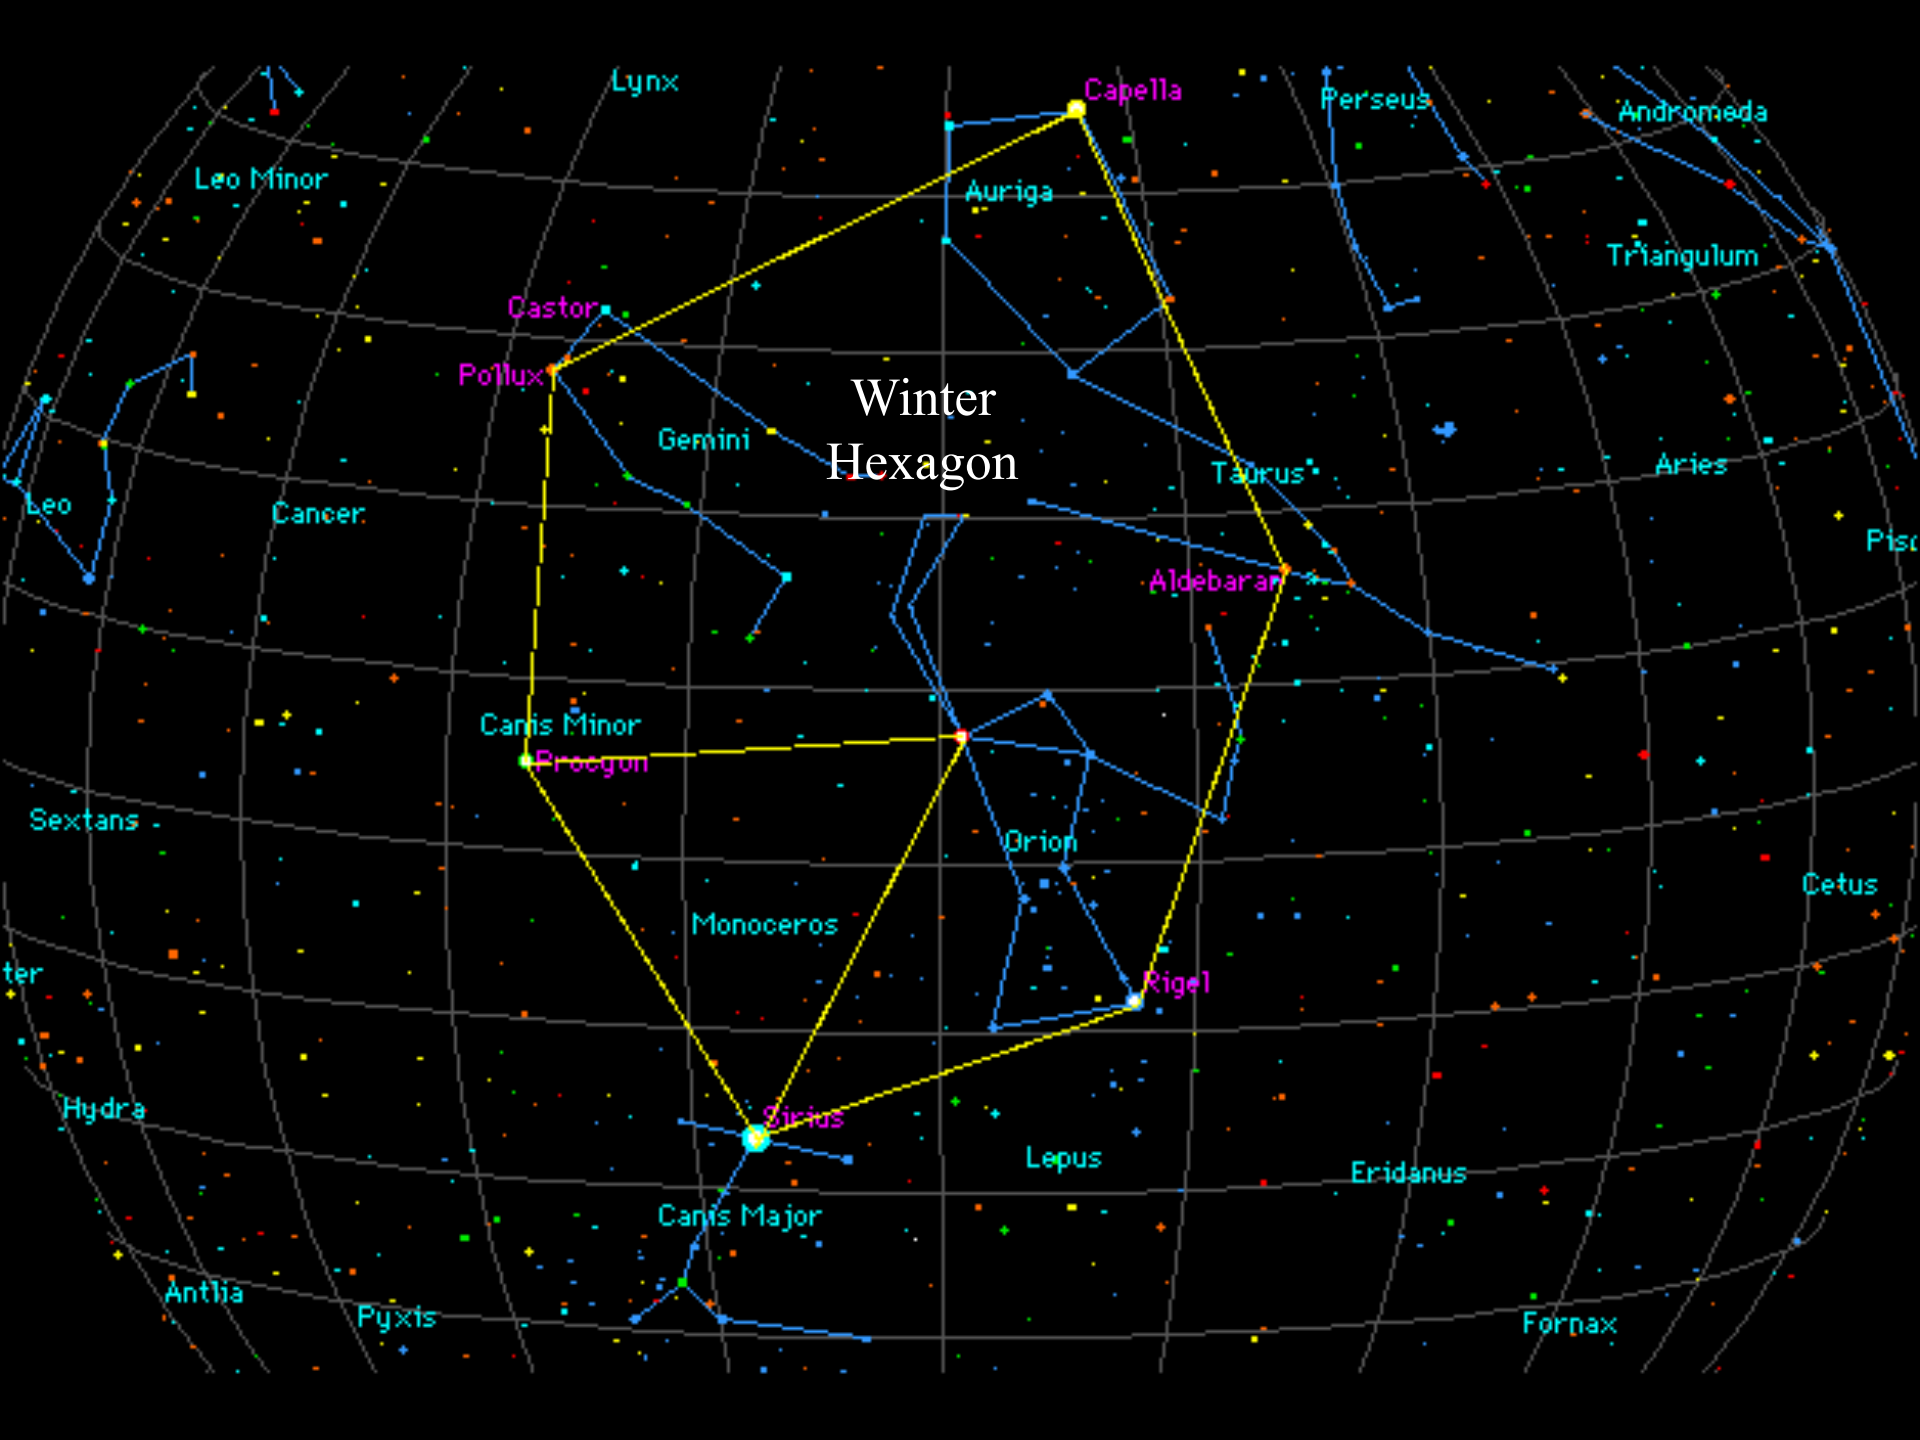 Lynx
Capella
Perseus
Andromeda
Leo Minor
Auriga
Triangulum
Castor
Pollux
Winter
Hexagon
Gemini
Taurus
Aries
Leo
Cancer
Pisc
Aldebaran
Canis Minor
Procyon
Sextans
Orion
Cetus
Monoceros
ter
Rigel
Hydra
Sirius
Lepus
Eridanus
Canis Major
Antlia
Pyxis
Fornax